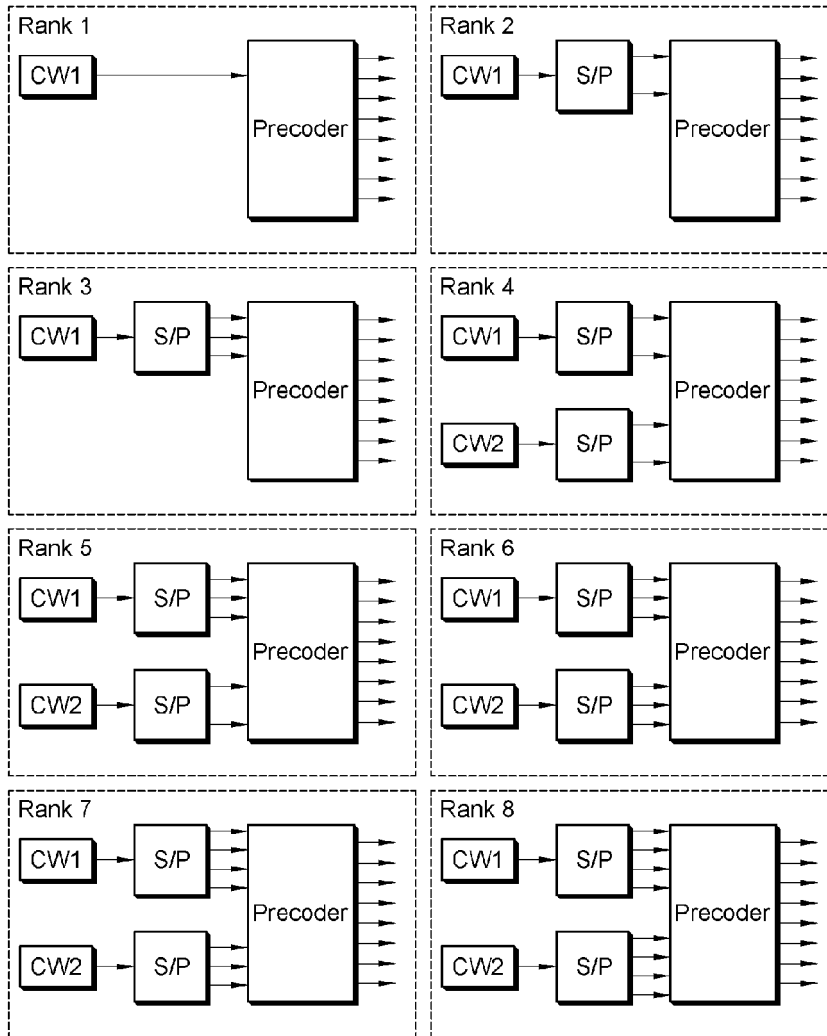 Rank 1
CW1
Precoder
Rank 2
CW1
S/P
Precoder
Rank 3
CW1
S/P
Precoder
Rank 4
CW1
S/P
Precoder
CW2
S/P
Rank 5
CW1
S/P
Precoder
CW2
S/P
Rank 6
CW1
S/P
Precoder
CW2
S/P
Rank 7
CW1
S/P
Precoder
CW2
S/P
Rank 8
CW1
S/P
Precoder
CW2
S/P